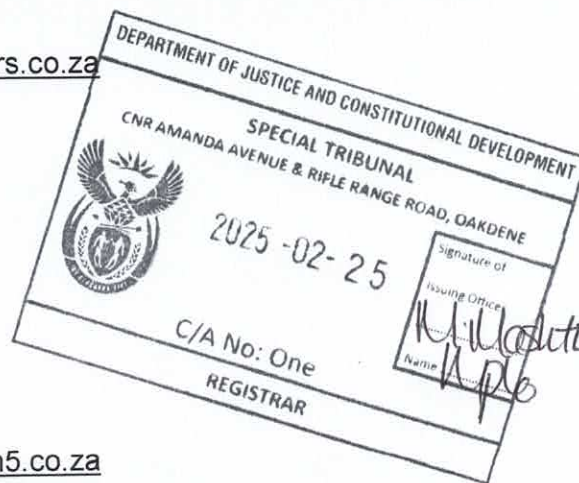 rs.co.za
DEPARTMENT OF JUSTICE AND CONSTITUTIONAL DEVELOPMENT
SPECIAL TRIBUNAL
CNR AMANDA AVENUE & RIFLE RANGE ROAD, OAKDENE
2025 -02- 25
Signature of
Issuing Officer
Name
C/A No: One
REGISTRAR
n5.co.za